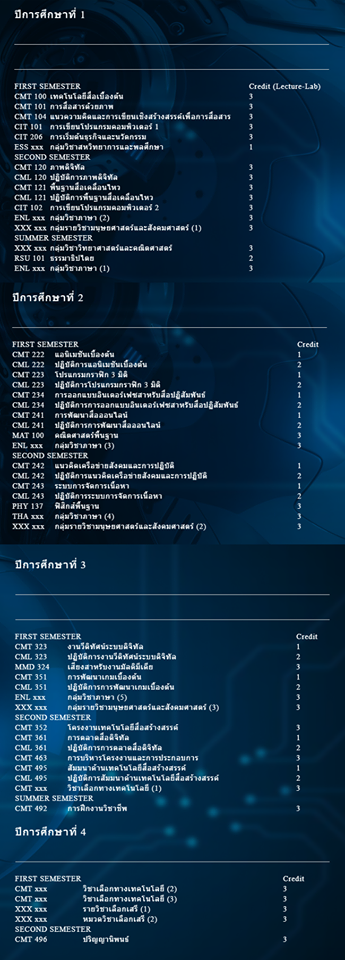 ปีการศึกษาที่ 1
FIRST SEMESTER Credit (Lecture-Lab)
CMT 100 เทคโนโลยีสื่อเบื้องต้น 3
CMT 101 การสื่อสารด้วยภาพ 3
CMT 104 แนวความคิดและการเขียนเชิงสร้างสรรค์เพื่อการสื่อสาร 3
CIT 101 การเขียนโปรแกรมคอมพิวเตอร์ 1 3
CIT 206 การเริ่มต้นธุรกิจและนวัตกรรม 3
ESS xxx กลุ่มวิชาสหวิทยาการและพลศึกษา 1
SECOND SEMESTER
CMT 120 ภาพดิจิทัล 3
CML 120 ปฏิบัติการภาพดิจิทัล 3
CMT 121 พื้นฐานสื่อเคลื่อนไหว 3
CML 121 ปฏิบัติการพื้นฐานสื่อเคลื่อนไหว 3
CIT 102 การเขียนโปรแกรมคอมพิวเตอร์ 2 3
ENL xxx กลุ่มวิชาภาษา (2) 3
XXX xxx กลุ่มรายวิชามนุษยศาสตร์และสังคมศาสตร์ (1) 3
SUMMER SEMESTER
XXX xxx กลุ่มวิชาวิทยาศาสตร์และคณิตศาสตร์ 3
RSU 101 ธรรมาธิปไตย 2
ENL xxx กลุ่มวิชาภาษา (1) 3
ปีการศึกษาที่ 2
FIRST SEMESTER Credit
CMT 222 แอนิเมชันเบื้องต้น 1
CML 222 ปฏิบัติการแอนิเมชันเบื้องต้น 2
CMT 223 โปรแกรมกราฟิก 3 มิติ 1
CML 223 ปฏิบัติการโปรแกรมกราฟิก 3 มิติ 2
CMT 234 การออกแบบอินเตอร์เฟซสาหรับสื่อปฏิสัมพันธ์ 1
CML 234 ปฏิบัติการการออกแบบอินเตอร์เฟซสาหรับสื่อปฏิสัมพันธ์ 2
CMT 241 การพัฒนาสื่อออนไลน์ 1
CML 241 ปฏิบัติการการพัฒนาสื่อออนไลน์ 2
MAT 100 คณิตศาสตร์พื้นฐาน 3
ENL xxx กลุ่มวิชาภาษา (3) 3
SECOND SEMESTER
CMT 242 แนวคิดเครือข่ายสังคมและการปฏิบัติ 1
CML 242 ปฏิบัติการแนวคิดเครือข่ายสังคมและการปฏิบัติ 2
CMT 243 ระบบการจัดการเนื้อหา 1
CML 243 ปฏิบัติการระบบการจัดการเนื้อหา 2
PHY 137 ฟิสิกส์พื้นฐาน 3
THA xxx กลุ่มวิชาภาษา (4) 3
XXX xxx กลุ่มรายวิชามนุษยศาสตร์และสังคมศาสตร์ (2) 3
ปีการศึกษาที่ 3
FIRST SEMESTER Credit
CMT 323 งานวีดิทัศน์ระบบดิจิทัล 1
CML 323 ปฏิบัติการงานวีดิทัศน์ระบบดิจิทัล 2
MMD 324 เสียงสาหรับงานมัลติมีเดีย 3
CMT 351 การพัฒนาเกมเบื้องต้น 1
CML 351 ปฏิบัติการการพัฒนาเกมเบื้องต้น 2
ENL xxx กลุ่มวิชาภาษา (5) 3
XXX xxx กลุ่มรายวิชามนุษยศาสตร์และสังคมศาสตร์ (3) 3
SECOND SEMESTER
CMT 352 โครงงานเทคโนโลยีสื่อสร้างสรรค์ 3
CMT 361 การตลาดสื่อดิจิทัล 1
CML 361 ปฏิบัติการการตลาดสื่อดิจิทัล 2
CMT 463 การบริหารโครงงานและการประกอบการ 3
CMT 495 สัมมนาด้านเทคโนโลยีสื่อสร้างสรรค์ 1
CML 495 ปฏิบัติการสัมมนาด้านเทคโนโลยีสื่อสร้างสรรค์ 2
CMT xxx วิชาเลือกทางเทคโนโลยี (1) 3
SUMMER SEMESTER
CMT 492 การฝึกงานวิชาชีพ 3
ปีการศึกษาที่ 4
FIRST SEMESTER Credit
CMT xxx วิชาเลือกทางเทคโนโลยี (2) 3
CMT xxx วิชาเลือกทางเทคโนโลยี (3) 3
XXX xxx รายวิชาเลือกเสรี (1) 3
XXX xxx หมวดวิชาเลือกเสรี (2) 3
SECOND SEMESTER
CMT 496 ปริญญานิพนธ์ 3